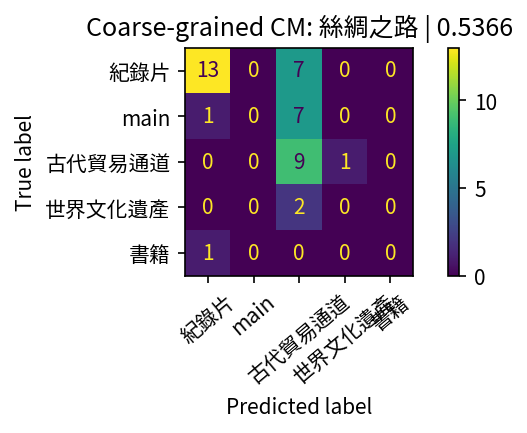 Coarse-grained CM: 絲綢之路 | 0.5366
True label
紀錄片 13 0 7 0 0
main 1 0 7 0 0
古代貿易通道 0 0 9 1 0
世界文化遺產 0 0 2 0 0
書籍 1 0 0 0 0
紀錄片 main 古代貿易通道 世界文化遺產 書籍
Predicted label
10
5
0